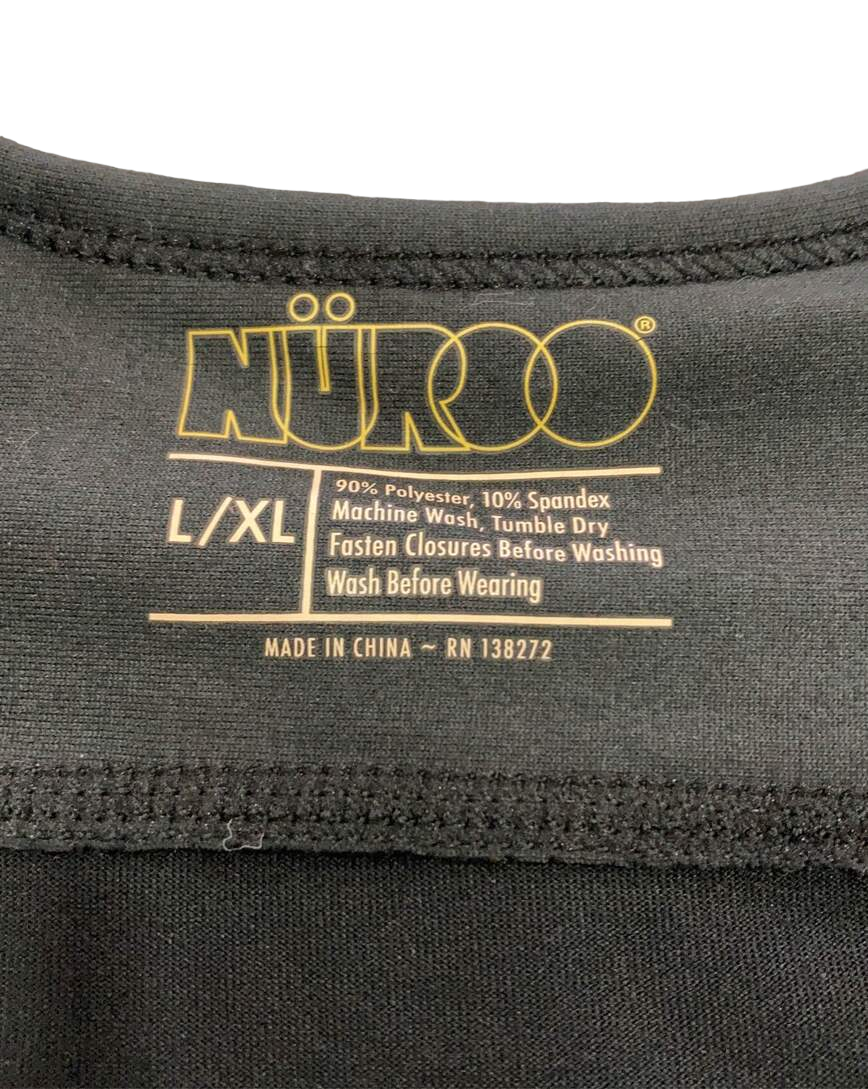 NÜROO®
L/XL
90% Polyester, 10% Spandex
Machine Wash, Tumble Dry
Fasten Closures Before Washing
Wash Before Wearing
MADE IN CHINA ~ RN 138272